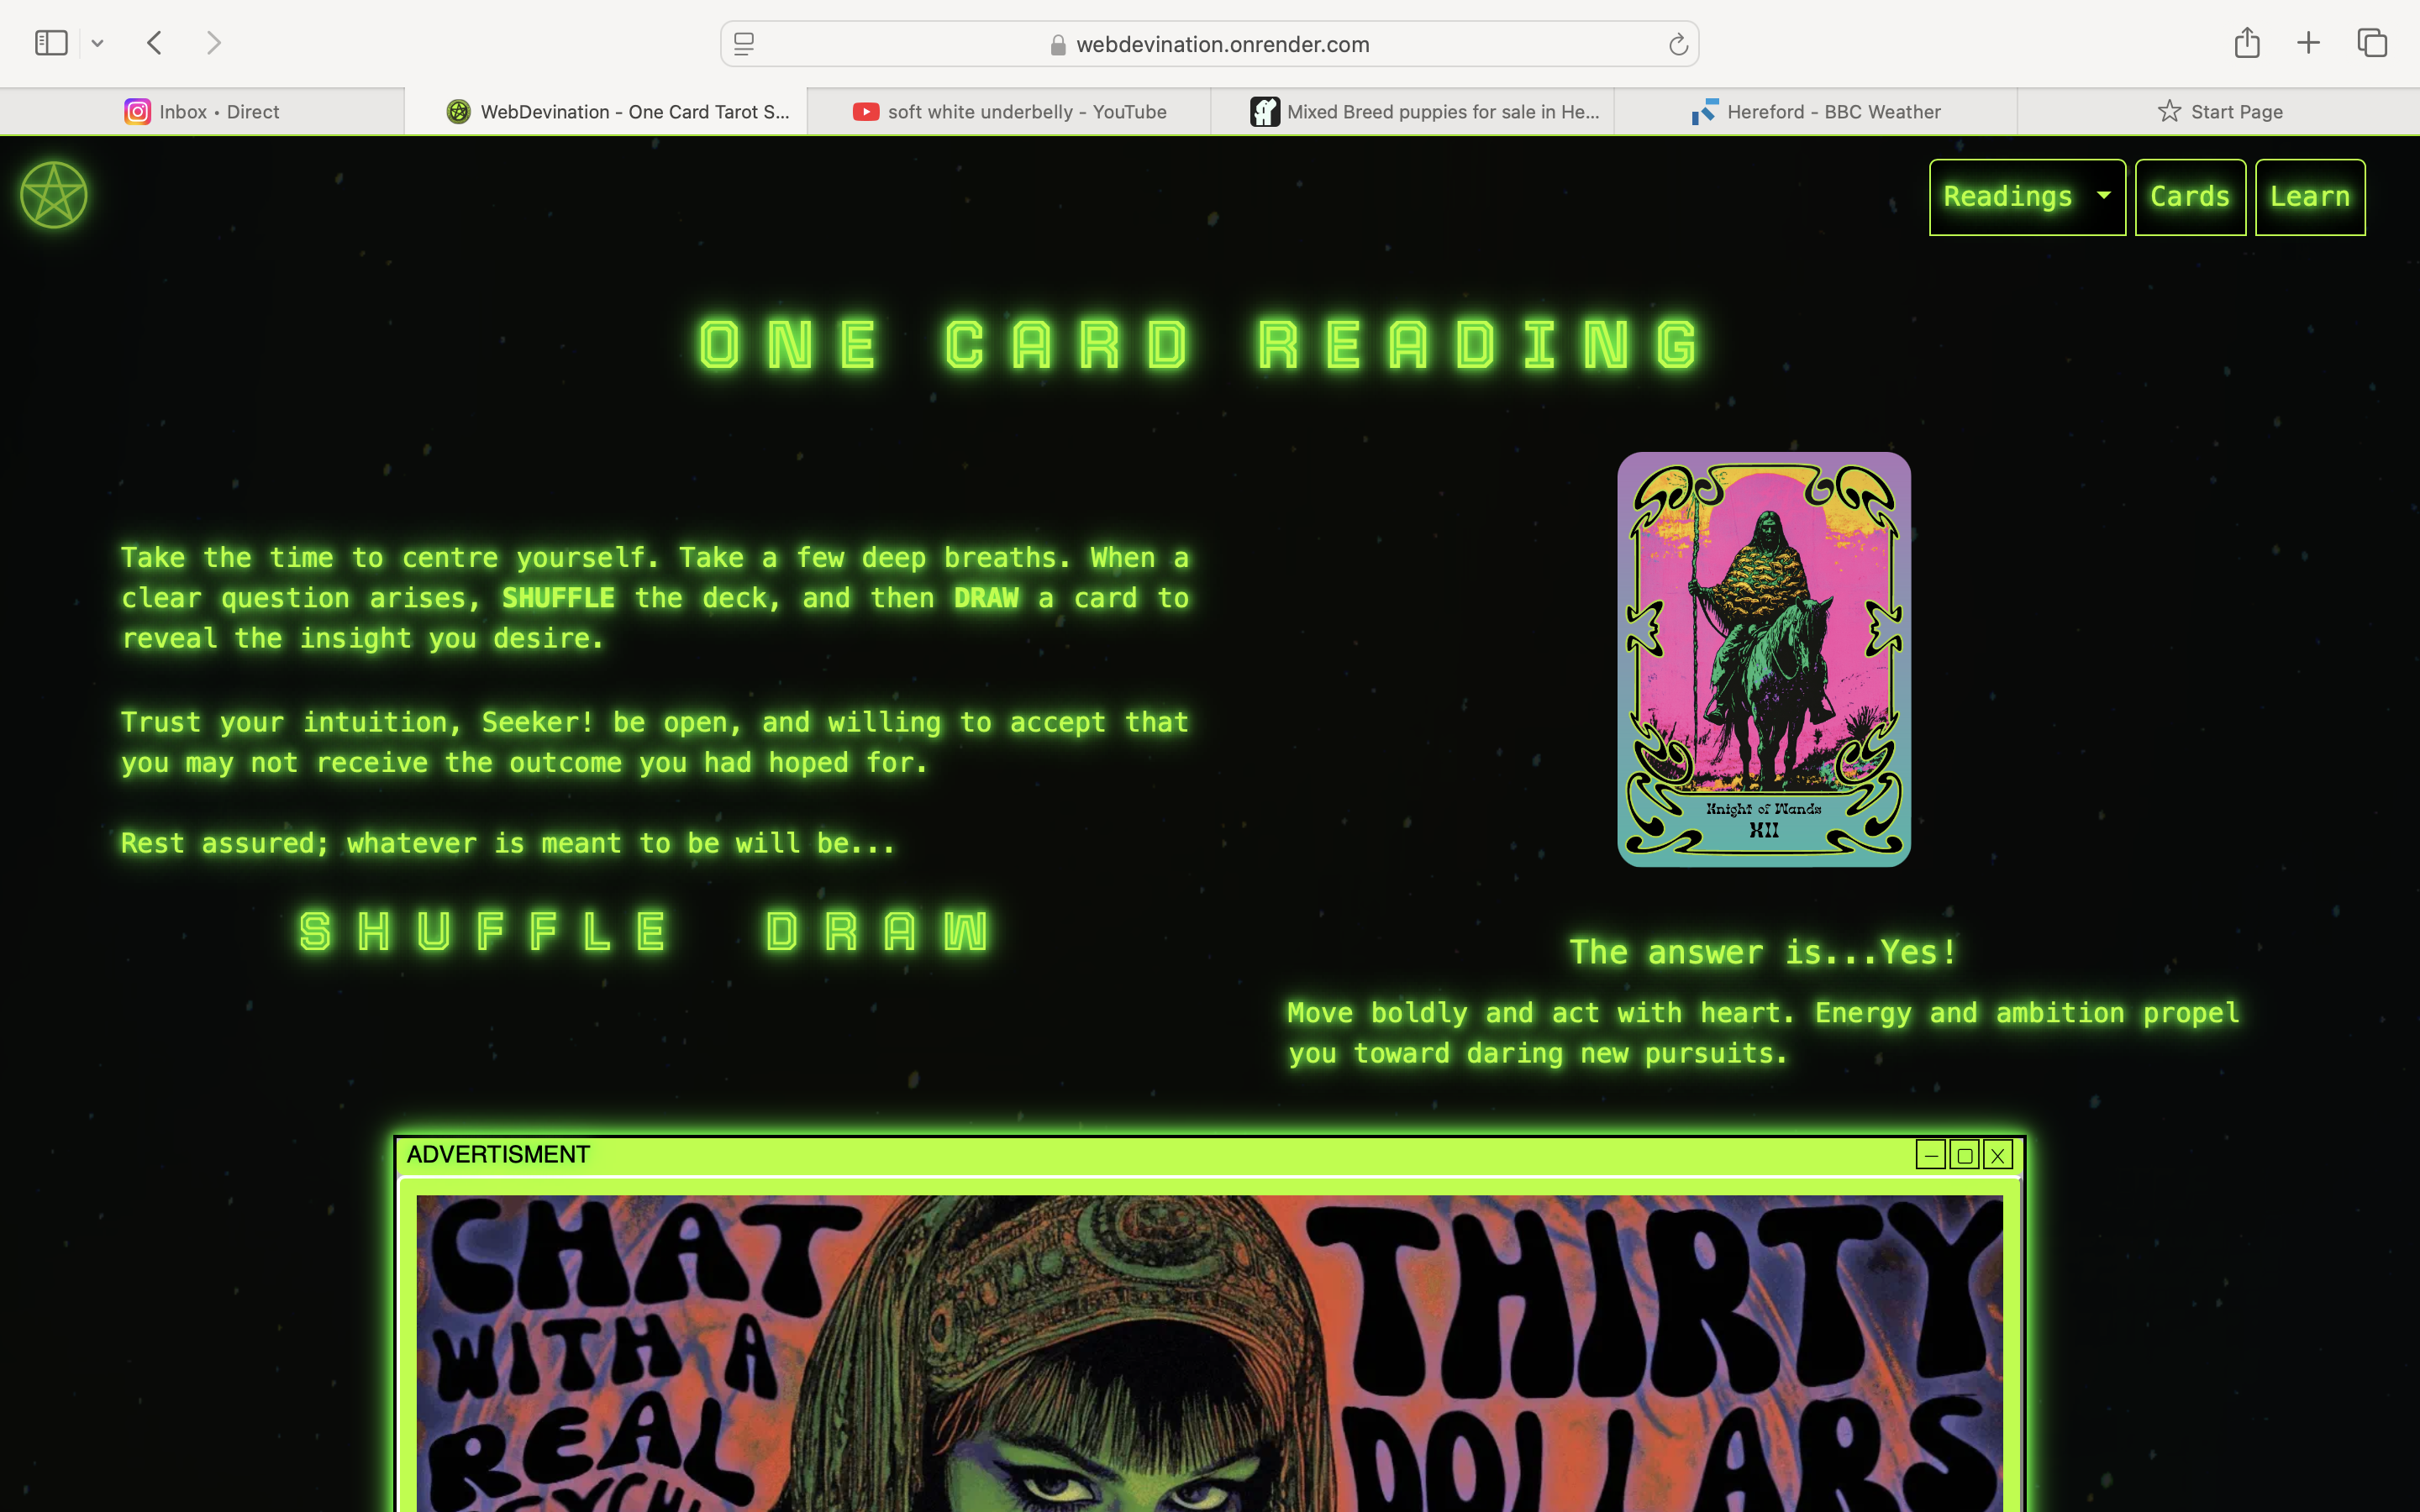 webdevination.onrender.com
Inbox • Direct
WebDevination - One Card Tarot S...
soft white underbelly - YouTube
Mixed Breed puppies for sale in He...
Hereford - BBC Weather
Start Page
Readings
Cards
Learn
ONE CARD READING
Take the time to centre yourself. Take a few deep breaths. When a
clear question arises, SHUFFLE the deck, and then DRAW a card to
reveal the insight you desire.
Trust your intuition, Seeker! be open, and willing to accept that
you may not receive the outcome you had hoped for.
Rest assured; whatever is meant to be will be...
SHUFFLE DRAW
Knight of Wands
XII
The answer is...Yes!
Move boldly and act with heart. Energy and ambition propel
you toward daring new pursuits.
ADVERTISMENT
CHAT
WITH A
REAL
THIRTY
DOLLARS